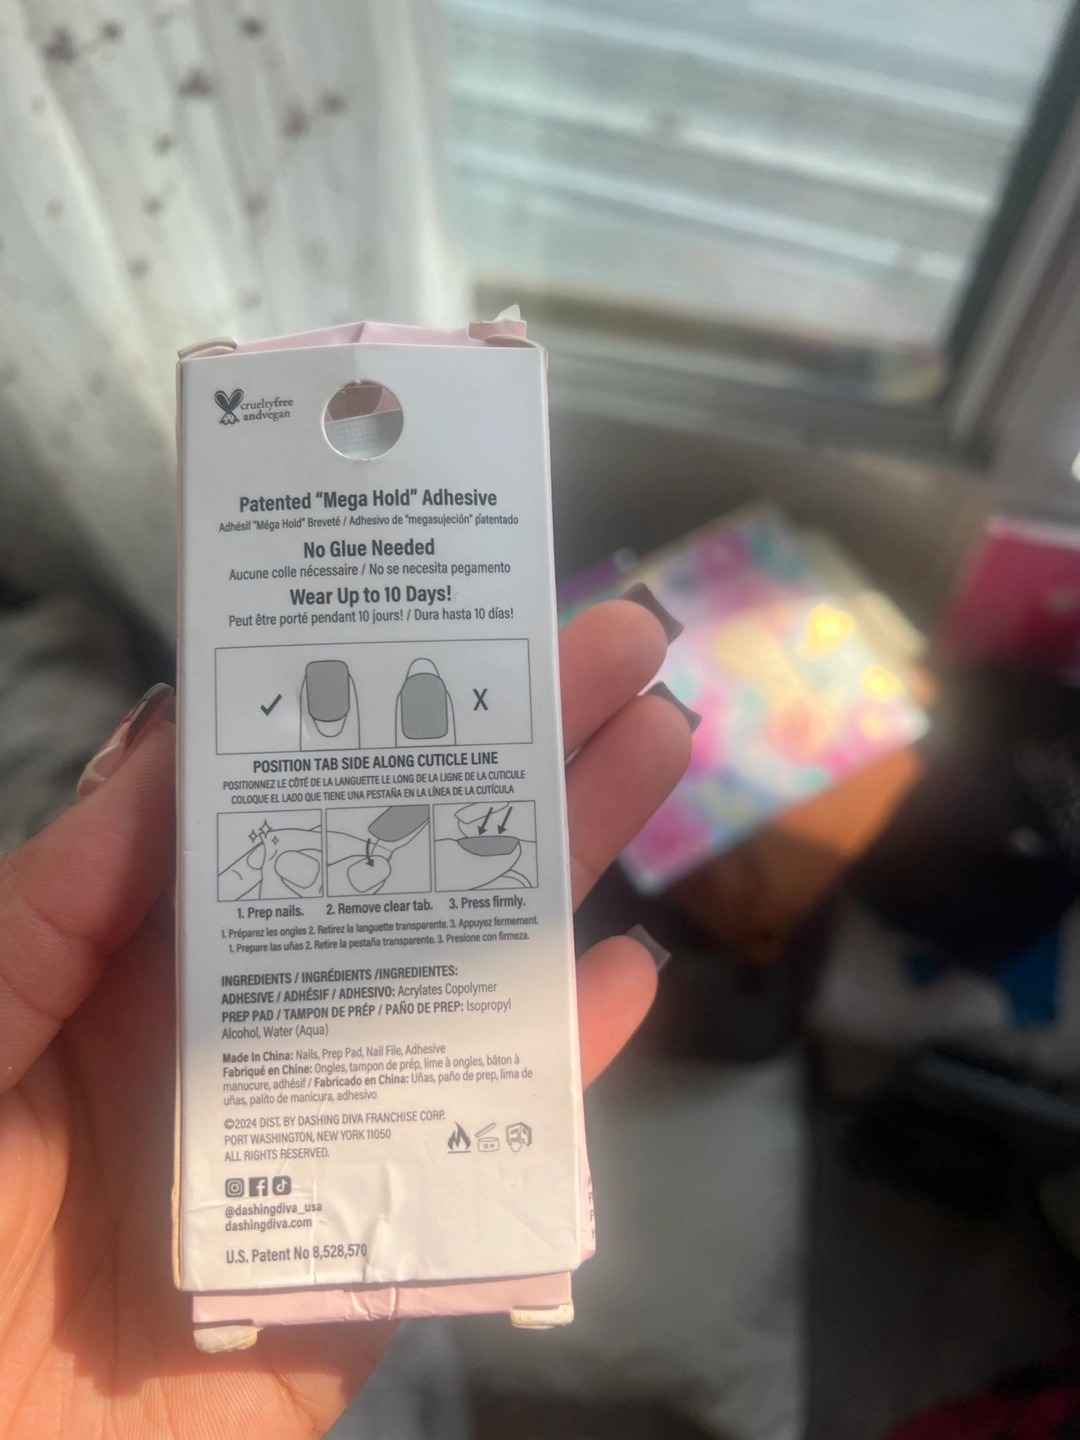 crueltyfree
andvegan
Patented “Mega Hold” Adhesive
Adhésif “Méga Hold” Breveté / Adhesivo de “megasujeción” patentado
No Glue Needed
Aucune colle nécessaire / No se necesita pegamento
Wear Up to 10 Days!
Peut être porté pendant 10 jours! / Dura hasta 10 días!
X
POSITION TAB SIDE ALONG CUTICLE LINE
POSITIONNEZ LE CÔTÉ DE LA LANGUETTE LE LONG DE LA LIGNE DE LA CUTICULE
COLOQUE EL LADO QUE TIENE UNA PESTAÑA EN LA LÍNEA DE LA CUTÍCULA
1. Prep nails. 2. Remove clear tab. 3. Press firmly.
1. Préparez les ongles 2. Retirez la languette transparente. 3. Appuyez fermement.
1. Prepare las uñas 2. Retire la pestaña transparente. 3. Presione con firmeza.
INGREDIENTS / INGRÉDIENTS /INGREDIENTES:
ADHESIVE / ADHÉSIF / ADHESIVO: Acrylates Copolymer
PREP PAD / TAMPON DE PRÉP / PAÑO DE PREP: Isopropyl
Alcohol, Water (Aqua)
Made In China: Nails, Prep Pad, Nail File, Adhesive
Fabriqué en Chine: Ongles, tampon de prép, lime à ongles, bâton à
manucure, adhésif / Fabricado en China: Uñas, paño de prep, lima de
uñas, palito de manicura, adhesivo
©2024 DIST. BY DASHING DIVA FRANCHISE CORP.
PORT WASHINGTON, NEW YORK 11050
ALL RIGHTS RESERVED.
@dashingdiva_usa
dashingdiva.com
U.S. Patent No 8,528,570